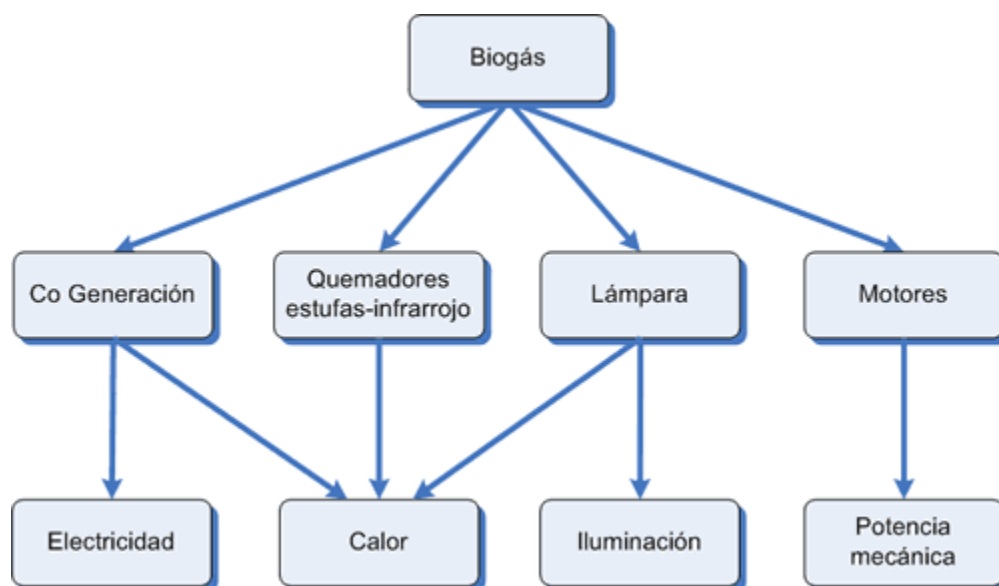 Biogás
Co Generación
Quemadores
estufas-infrarrojo
Lámpara
Motores
Electricidad
Calor
Iluminación
Potencia
mecánica